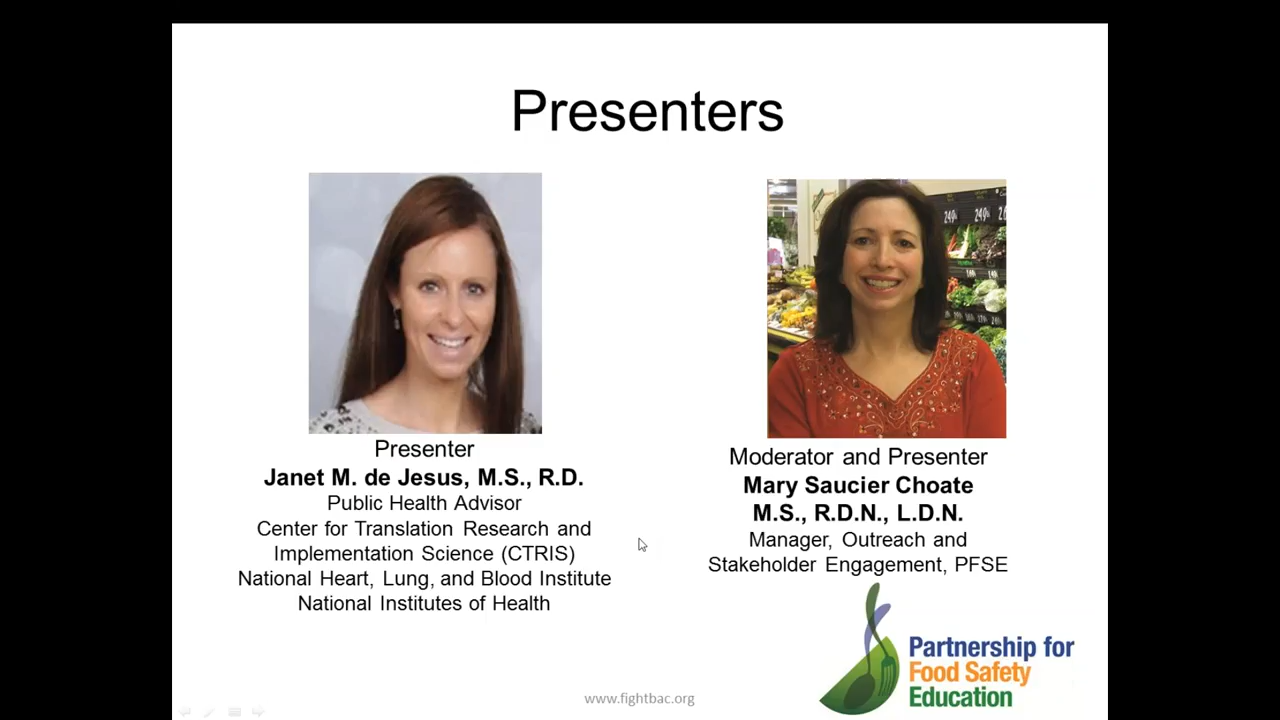 Presenters
Presenter
Janet M. de Jesus, M.S., R.D.
Public Health Advisor
Center for Translation Research and
Implementation Science (CTRIS)
National Heart, Lung, and Blood Institute
National Institutes of Health
249
249
Moderator and Presenter
Mary Saucier Choate
M.S., R.D.N., L.D.N.
Manager, Outreach and
Stakeholder Engagement, PFSE
Partnership for
Food Safety
Education
www.fightbac.org